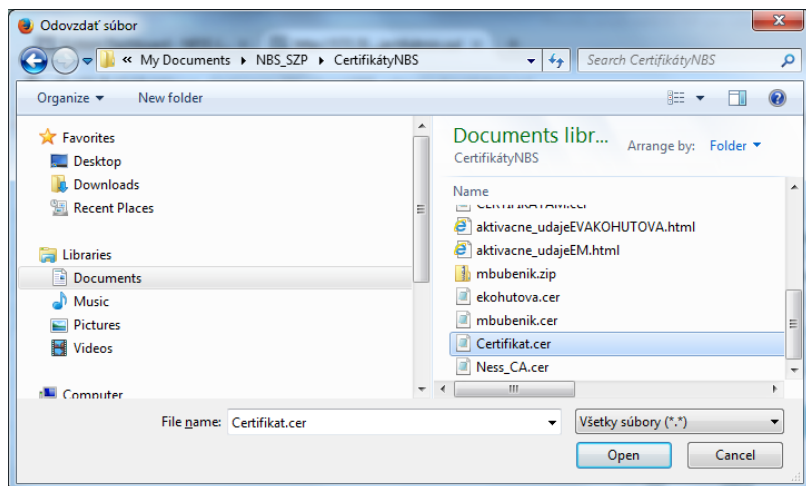 Odovzdať súbor
« My Documents ▸ NBS_SZP ▸ CertifikátyNBS
Search CertifikátyNBS
Organize
New folder
Favorites
Desktop
Downloads
Recent Places
Libraries
Documents
Music
Pictures
Videos
Computer
Documents libr...
CertifikátyNBS
Arrange by: Folder
Name
aktivacne_udajeEVAKOHUTOVA.html
aktivacne_udajeEM.html
mbubenik.zip
ekohutova.cer
mbubenik.cer
Certifikat.cer
Ness_CA.cer
File name: Certifikat.cer
Všetky súbory (*.*)
Open
Cancel